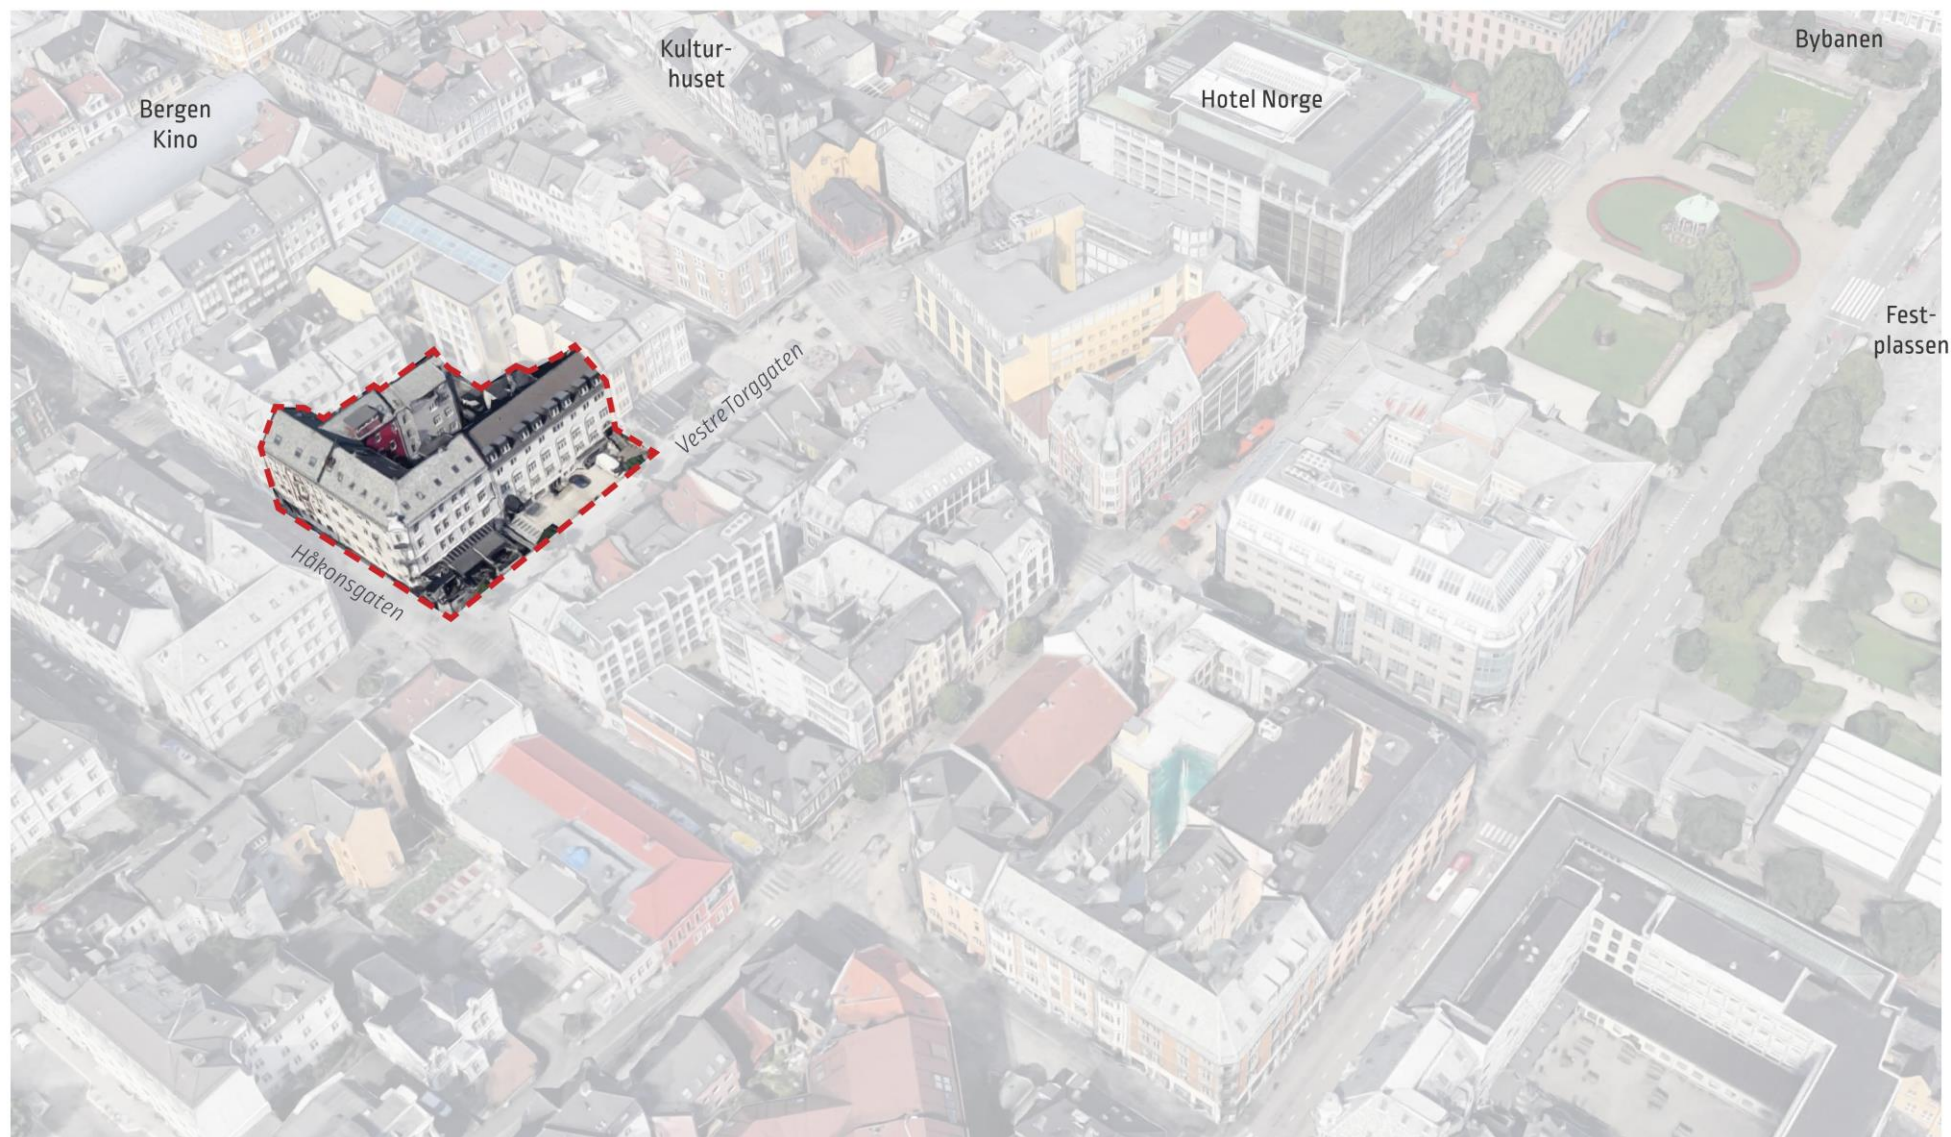 Bybanen
Kultur-
huset
Hotel Norge
Bergen
Kino
Fest-
plassen
VestreTorggaten
Håkonsgaten